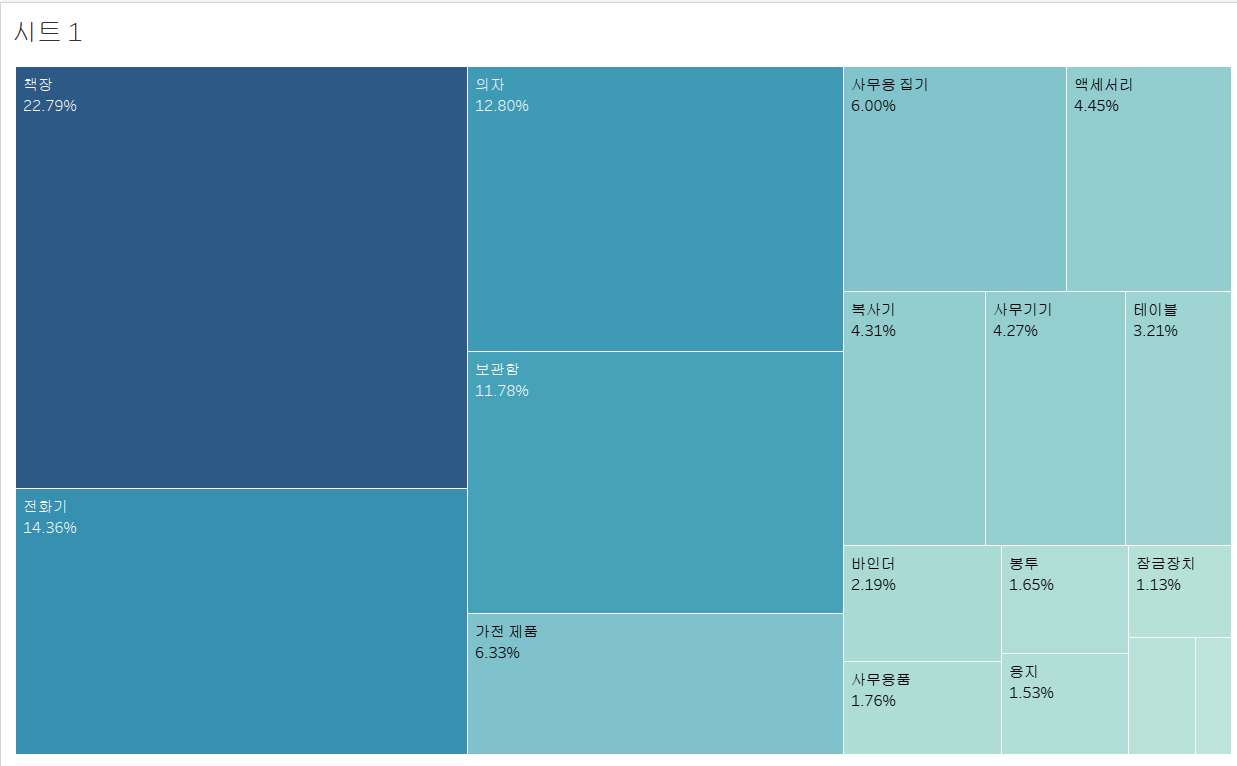 시트 1
책장
22.79%
전화기
14.36%
의자
12.80%
보관함
11.78%
가전 제품
6.33%
사무용 집기
6.00%
액세서리
4.45%
복사기
4.31%
사무기기
4.27%
테이블
3.21%
바인더
2.19%
사무용품
1.76%
봉투
1.65%
용지
1.53%
잠금장치
1.13%